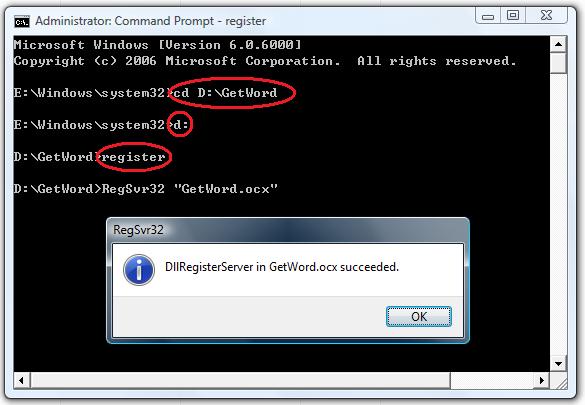 Administrator: Command Prompt - register
Microsoft Windows [Version 6.0.6000]
Copyright (c) 2006 Microsoft Corporation.  All rights reserved.
E:\Windows\system32>cd D:\GetWord
E:\Windows\system32>d:
D:\GetWord>register
D:\GetWord>RegSvr32 "GetWord.ocx"
RegSvr32
DllRegisterServer in GetWord.ocx succeeded.
OK